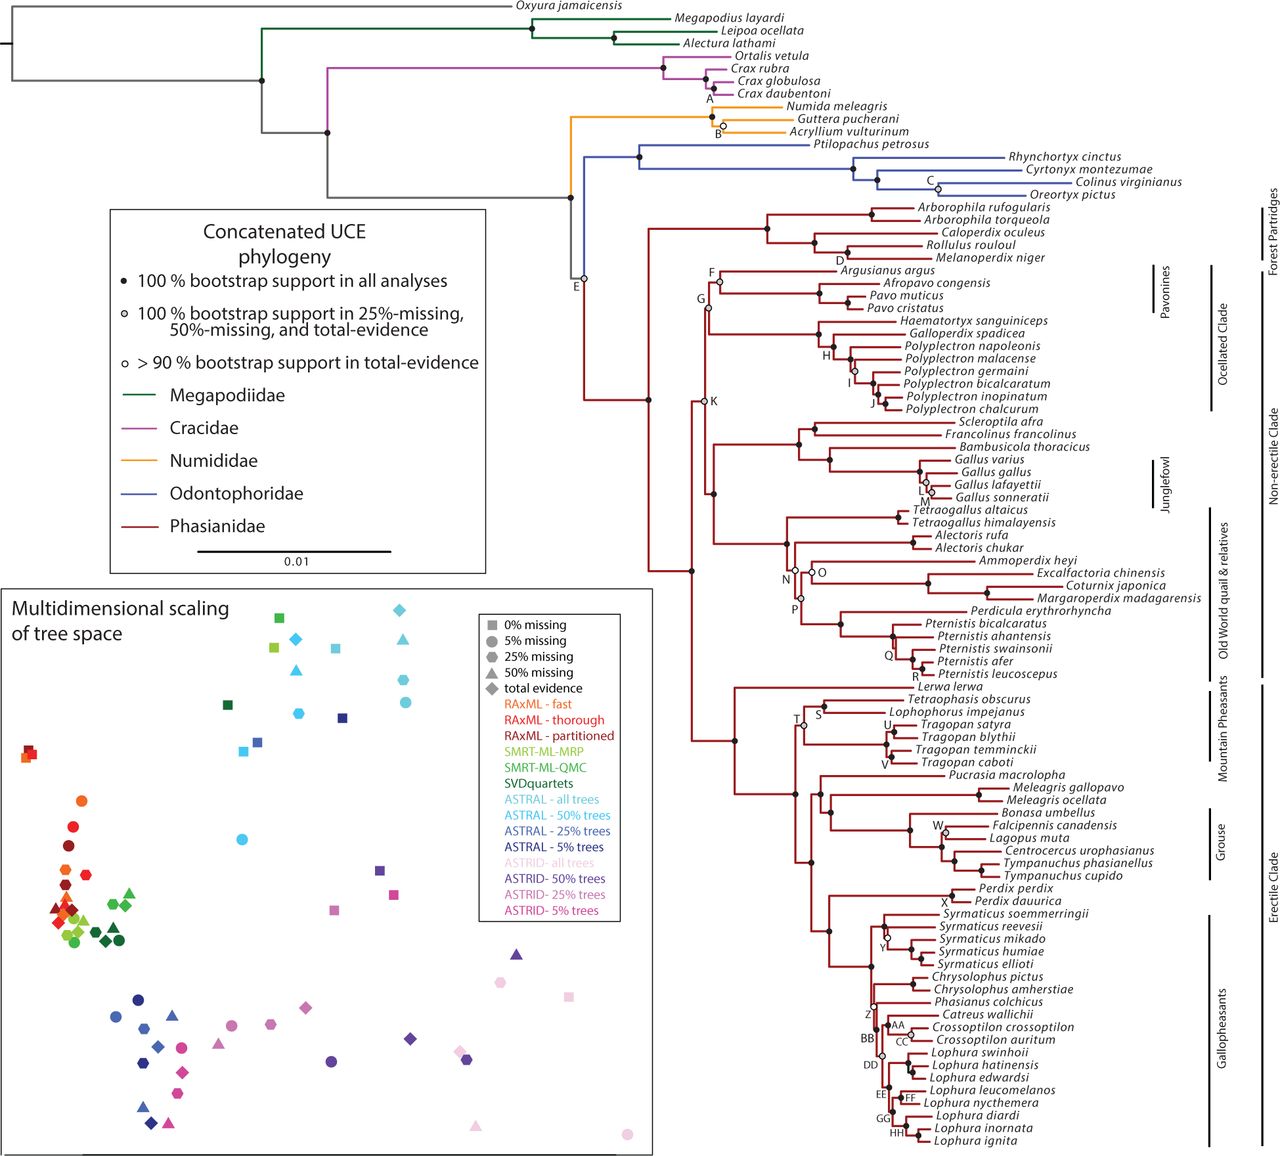 Oxyura jamaicensis
Megapodius layardi
Leipoa ocellata
Alectura lathami
Ortalis vetula
Crax rubra
Crax globulosa
Crax daubentoni
A
Numida meleagris
Guttera pucherani
B
Acryllium vulturinum
Ptilopachus petrosus
Rhynchortyx cinctus
Cyrtonyx montezumae
C
Colinus virginianus
Oreortyx pictus
Arborophila rufogularis
Arborophila torqueola
Caloperdix oculeus
Rollulus rouloul
D
Melanoperdix niger
E
F
Argusianus argus
Afropavo congensis
G
Pavo muticus
Pavo cristatus
Haematortyx sanguiniceps
Galloperdix spadicea
H
Polyplectron napoleonis
Polyplectron malacense
Polyplectron germaini
I
Polyplectron bicalcaratum
Polyplectron inopinatum
J
Polyplectron chalcurum
K
Scleroptila afra
Francolinus francolinus
Bambusicola thoracicus
Gallus varius
Gallus gallus
L
Gallus lafayettii
M
Gallus sonneratii
Tetraogallus altaicus
Tetraogallus himalayensis
Alectoris rufa
Alectoris chukar
N
Ammoperdix heyi
O
Excalfactoria chinensis
Coturnix japonica
Margaroperdix madagarensis
P
Perdicula erythrorhyncha
Pternistis bicalcaratus
Pternistis ahantensis
Q
Pternistis swainsonii
Pternistis afer
R
Pternistis leucoscepus
Lerwa lerwa
Tetraophasis obscurus
S
Lophophorus impejanus
T
U
Tragopan satyra
Tragopan blythii
Tragopan temminckii
V
Tragopan caboti
Pucrasia macrolopha
Meleagris gallopavo
Meleagris ocellata
Bonasa umbellus
W
Falcipennis canadensis
Lagopus muta
Centrocercus urophasianus
Tympanuchus phasianellus
Tympanuchus cupido
Perdix perdix
X
Perdix dauurica
Syrmaticus soemmerringii
Syrmaticus reevesii
Y
Syrmaticus mikado
Syrmaticus humiae
Syrmaticus ellioti
Chrysolophus pictus
Chrysolophus amherstiae
Phasianus colchicus
Z
Catreus wallichii
AA
Crossoptilon crossoptilon
BB
CC
Crossoptilon auritum
Lophura swinhoii
DD
Lophura hatinensis
Lophura edwardsi
EE
Lophura leucomelanos
FF
Lophura nycthemera
GG
Lophura diardi
HH
Lophura inornata
Lophura ignita
Forest Partridges
Pavonines
Ocellated Clade
Junglefowl
Non-erectile Clade
Old World quail & relatives
Mountain Pheasants
Grouse
Erectile Clade
Gallopheasants
Concatenated UCE
phylogeny
100 % bootstrap support in all analyses
100 % bootstrap support in 25%-missing,
50%-missing, and total-evidence
> 90 % bootstrap support in total-evidence
Megapodiidae
Cracidae
Numididae
Odontophoridae
Phasianidae
0.01
Multidimensional scaling
of tree space
0% missing
5% missing
25% missing
50% missing
total evidence
RAxML - fast
RAxML - thorough
RAxML - partitioned
SMRT-ML-MRP
SMRT-ML-QMC
SVDquartets
ASTRAL - all trees
ASTRAL - 50% trees
ASTRAL - 25% trees
ASTRAL - 5% trees
ASTRID- all trees
ASTRID- 50% trees
ASTRID- 25% trees
ASTRID- 5% trees